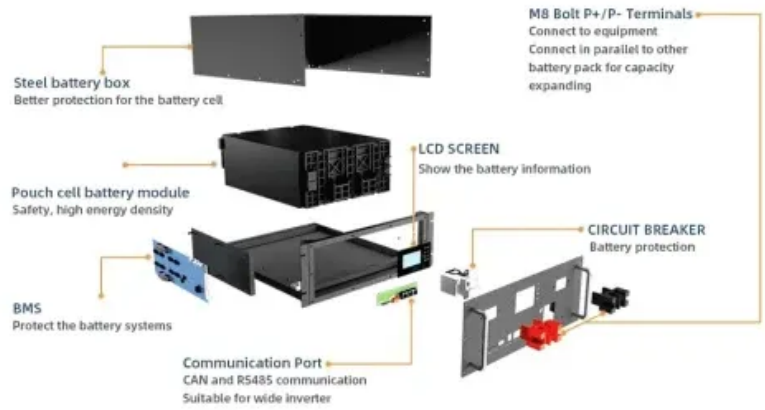 M8 Bolt P+/P- Terminals
Connect to equipment
Connect in parallel to other
battery pack for capacity
expanding
Steel battery box
Better protection for the battery cell
LCD SCREEN
Show the battery information
Pouch cell battery module
Safety, high energy density
CIRCUIT BREAKER
Battery protection
BMS
Protect the battery systems
Communication Port
CAN and RS485 communication
Suitable for wide inverter